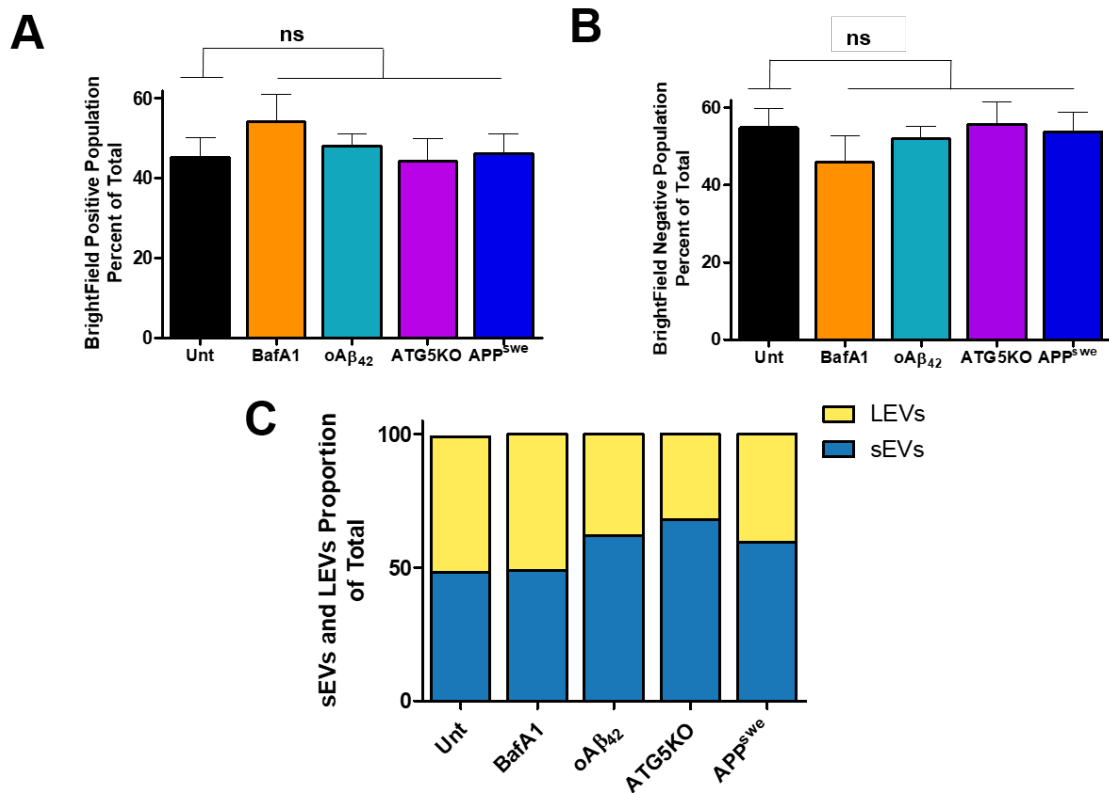 A
ns
BrightField Positive Population
Percent of Total
60
40
20
0
Unt
BafA1
oAβ₄₂
ATG5KO
APPˢʷᵉ
B
ns
BrightField Negative Population
Percent of Total
60
40
20
0
Unt
BafA1
oAβ₄₂
ATG5KO
APPˢʷᵉ
C
sEVs and LEVs Proportion
of Total
100
50
0
Unt
BafA1
oAβ₄₂
ATG5KO
APPˢʷᵉ
LEVs
sEVs